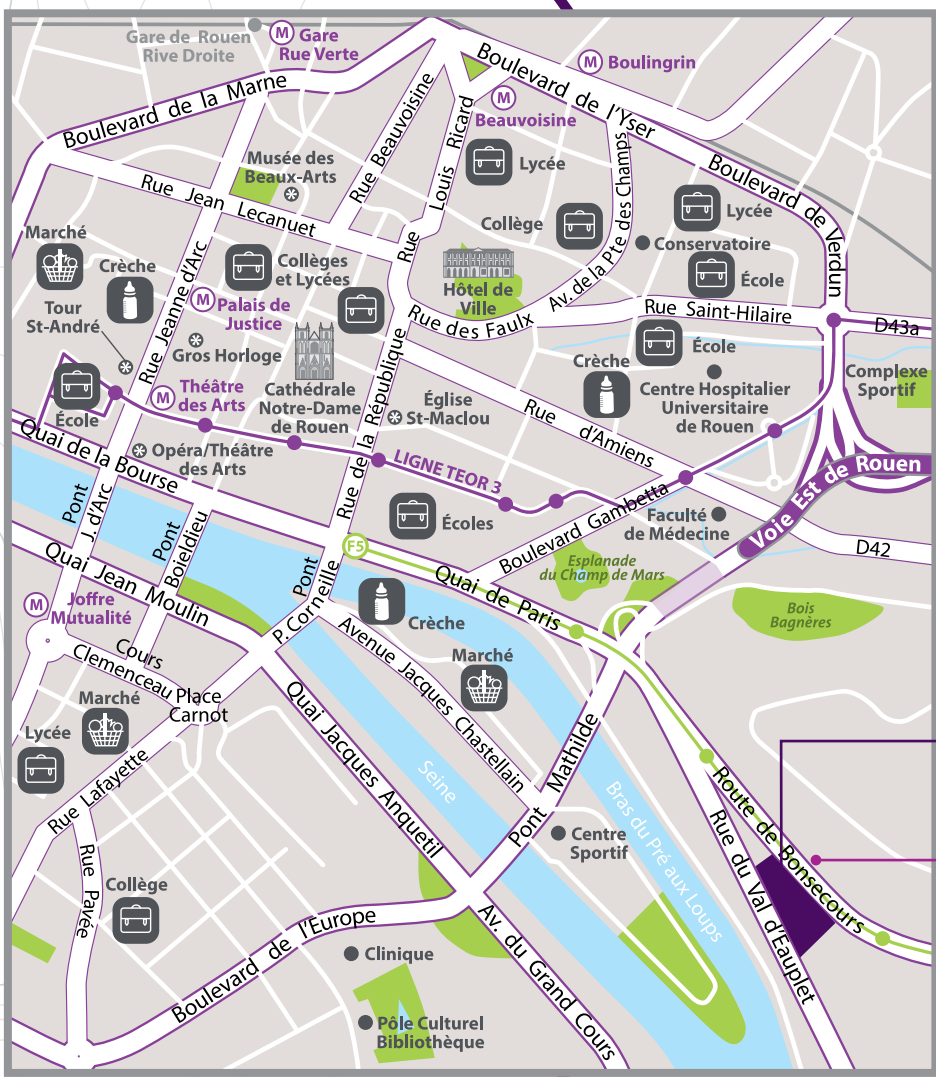 Gare de Rouen
Rive Droite
M Gare
Rue Verte
M Boulingrin
Boulevard de la Marne
Boulevard de l'Yser
M
Beauvoisine
Rue Beauvoisine
Rue Louis Ricard
Lycée
Musée des
Beaux-Arts
Boulevard de Verdun
Rue Jean Lecanuet
Av. de la Pte des Champs
Collège
Lycée
Conservatoire
École
Marché
Crèche
Collèges
et Lycées
Hôtel de
Ville
Rue Jeanne d'Arc
M Palais de
Justice
Tour
St-André
Gros Horloge
Rue des Faulx
Rue Saint-Hilaire
D43a
École
Crèche
Centre Hospitalier
Universitaire
de Rouen
Complexe
Sportif
École
M Théâtre
des Arts
Cathédrale
Notre-Dame
de Rouen
Rue de la République
Église
St-Maclou
Rue d'Amiens
Quai de la Bourse
Opéra/Théâtre
des Arts
LIGNE TEOR 3
Voie Est de Rouen
Pont J. d'Arc
Pont Boieldieu
Écoles
Boulevard Gambetta
Faculté
de Médecine
D42
F5
Quai de Paris
Esplanade
du Champ de Mars
Bois
Bagnères
Quai Jean Moulin
Pont
P. Corneille
Crèche
M Joffre
Mutualité
Cours
Clemenceau
Place
Carnot
Avenue Jacques Chastellain
Marché
Marché
Lycée
Quai Jacques Anquetil
Seine
Pont Mathilde
Bras du Pré aux Loups
Route de Bonsecours
Rue du Val d'Eauplet
Rue Lafayette
Rue Pavée
Centre
Sportif
Collège
Boulevard de l'Europe
Av. du Grand Cours
Clinique
Pôle Culturel
Bibliothèque